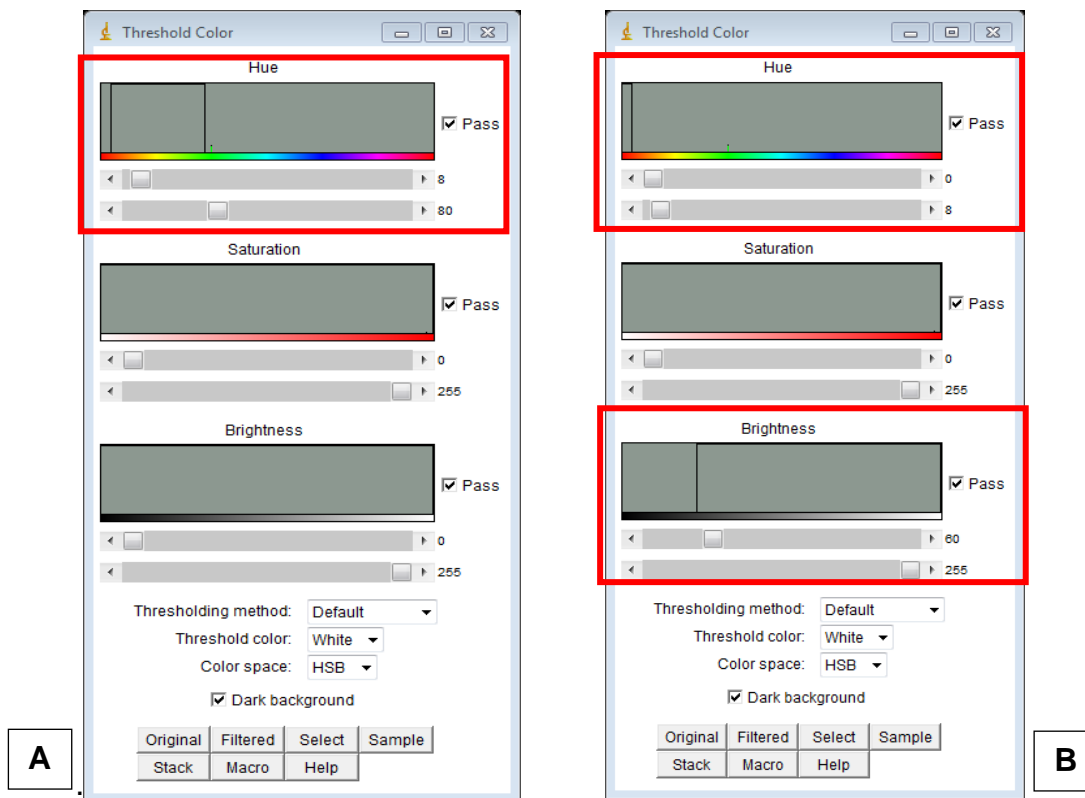 Threshold Color
Hue
Pass
8
80
Saturation
Pass
0
255
Brightness
Pass
0
255
Thresholding method: Default
Threshold color: White
Color space: HSB
Dark background
Original Filtered Select Sample
Stack Macro Help
A
.
Threshold Color
Hue
Pass
0
8
Saturation
Pass
0
255
Brightness
Pass
60
255
Thresholding method: Default
Threshold color: White
Color space: HSB
Dark background
Original Filtered Select Sample
Stack Macro Help
B